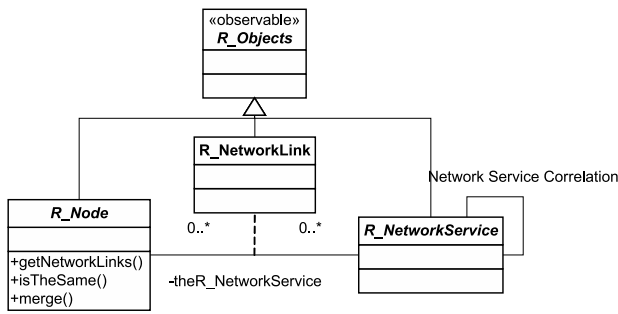 «observable»
R_Objects
R_NetworkLink
Network Service Correlation
R_Node
0..*
0..*
R_NetworkService
+getNetworkLinks()
+isTheSame()
+merge()
-theR_NetworkService